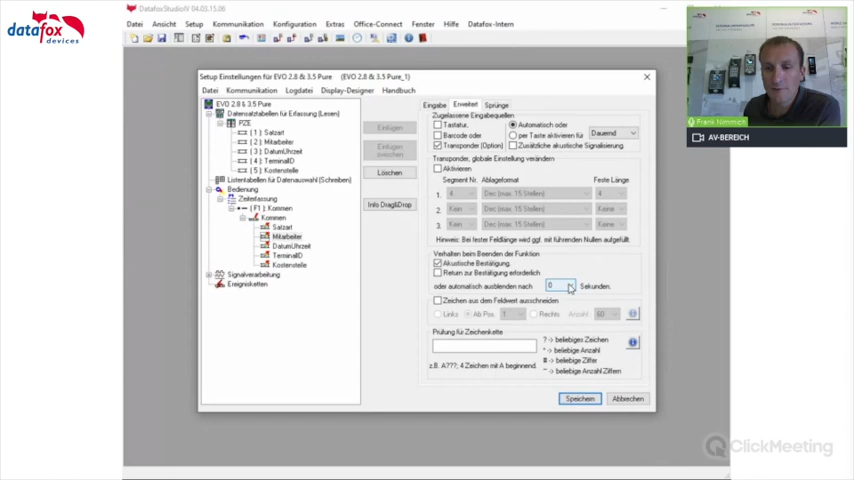 datafox
devices
DatafoxStudioIV 04.03.15.06
Datei Ansicht Setup Kommunikation Konfiguration Extras Office-Connect Fenster Hilfe Datafox-Intern
Setup Einstellungen für EVO 2.8 & 3.5 Pure (EVO 2.8 & 3.5 Pure_1)
Datei Kommunikation Logdatei Display-Designer Handbuch
EVO 2.8 & 3.5 Pure
Datensatztabellen für Erfassung (Lesen)
PZE
( 1 ): Satzart
( 2 ): Mitarbeiter
( 3 ): DatumUhrzeit
( 4 ): TerminalID
( 5 ): Kostenstelle
Listentabellen für Datenauswahl (Schreiben)
Bedienung
Zeiterfassung
( F1 ): Kommen
Kommen
Satzart
Mitarbeiter
DatumUhrzeit
TerminalID
Kostenstelle
Signalverarbeitung
Ereignisketten
Einfügen
Einfügen
zwischen
Löschen
Info Drag&Drop
Eingabe Erweitert Sprünge
Zugelassene Eingabequellen
Tastatur, Automatisch oder
Barcode oder per Taste aktivieren für Dauernd
Transponder (Option) Zusätzliche akustische Signalisierung.
Transponder, globale Einstellung verändern
Aktivieren
Segment Nr. Ablageformat Feste Länge
1. 4 Dec (max. 15 Stellen) 4
2. Kein Dec (max. 15 Stellen) Keine
3. Kein Dec (max. 15 Stellen) Keine
Hinweis: Bei fester Feldlänge wird ggf. mit führenden Nullen aufgefüllt.
Verhalten beim Beenden der Funktion
Akustische Bestätigung.
Return zur Bestätigung erforderlich
oder automatisch ausblenden nach 0 Sekunden.
Zeichen aus dem Feldwert ausschneiden
Links Ab Pos. 1 Rechts Anzahl 60
Prüfung für Zeichenkette
? -> beliebiges Zeichen
* -> beliebige Anzahl
# -> beliebige Ziffer
~ -> beliebige Anzahl Ziffern
z.B. A???; 4 Zeichen mit A beginnend.
Speichern Abbrechen
Frank Nimmich
AV-BEREICH
ClickMeeting